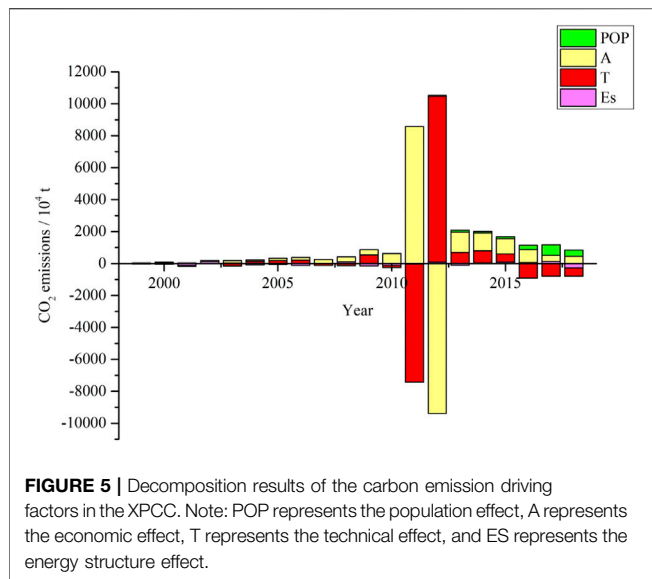 POP
A
T
Es
12000
10000
8000
6000
4000
2000
0
-2000
-4000
-6000
-8000
-10000
CO₂ emissions / 10⁴ t
2000
2005
2010
2015
Year
FIGURE 5 | Decomposition results of the carbon emission driving
factors in the XPCC. Note: POP represents the population effect, A represents
the economic effect, T represents the technical effect, and ES represents the
energy structure effect.